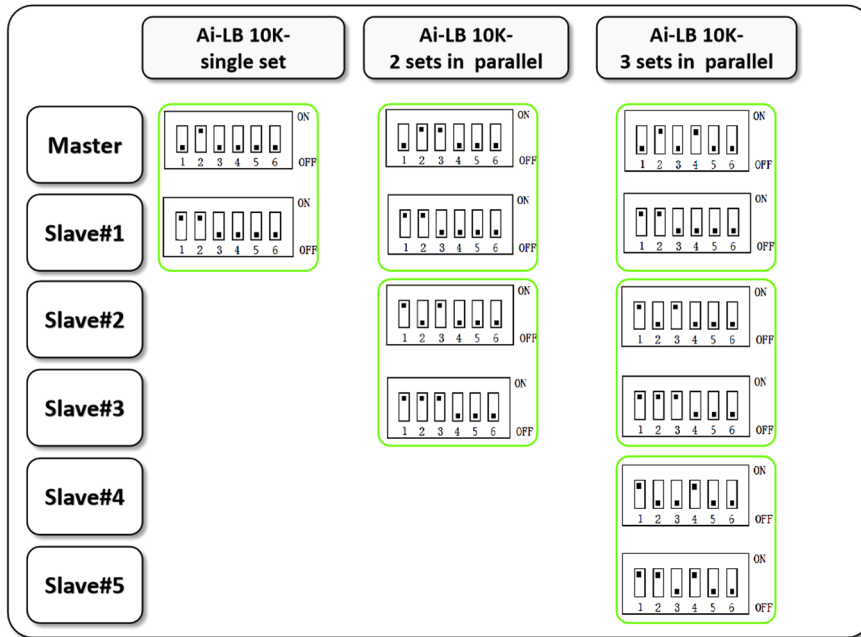 Ai-LB 10K-
single set
Ai-LB 10K-
2 sets in parallel
Ai-LB 10K-
3 sets in parallel
Master
ON
1 2 3 4 5 6 OFF
ON
1 2 3 4 5 6 OFF
ON
1 2 3 4 5 6 OFF
Slave#1
ON
1 2 3 4 5 6 OFF
ON
1 2 3 4 5 6 OFF
ON
1 2 3 4 5 6 OFF
Slave#2
ON
1 2 3 4 5 6 OFF
ON
1 2 3 4 5 6 OFF
Slave#3
ON
1 2 3 4 5 6 OFF
ON
1 2 3 4 5 6 OFF
Slave#4
ON
1 2 3 4 5 6 OFF
Slave#5
ON
1 2 3 4 5 6 OFF